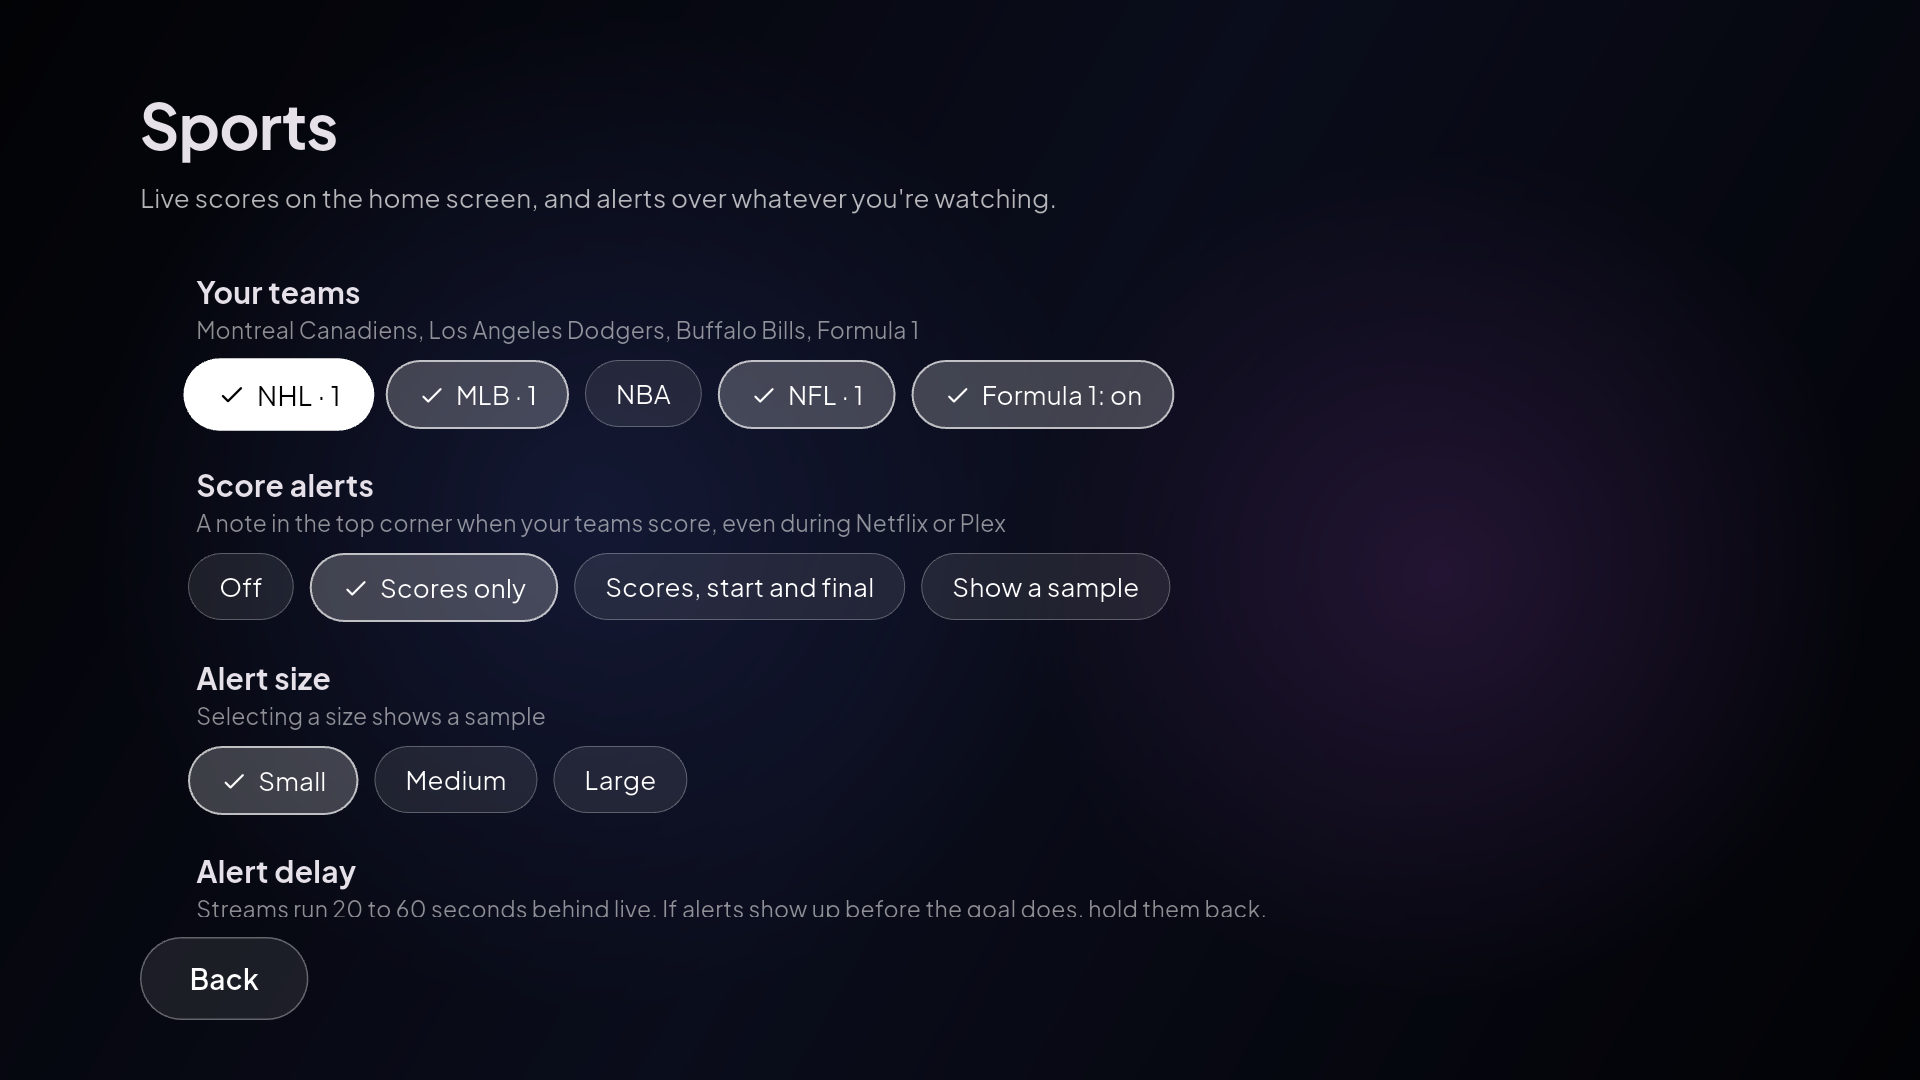 Sports
Live scores on the home screen, and alerts over whatever you're watching.
Your teams
Montreal Canadiens, Los Angeles Dodgers, Buffalo Bills, Formula 1
NHL · 1 MLB · 1 NBA NFL · 1 Formula 1: on
Score alerts
A note in the top corner when your teams score, even during Netflix or Plex
Off Scores only Scores, start and final Show a sample
Alert size
Selecting a size shows a sample
Small Medium Large
Alert delay
Streams run 20 to 60 seconds behind live. If alerts show up before the goal does, hold them back.
Back